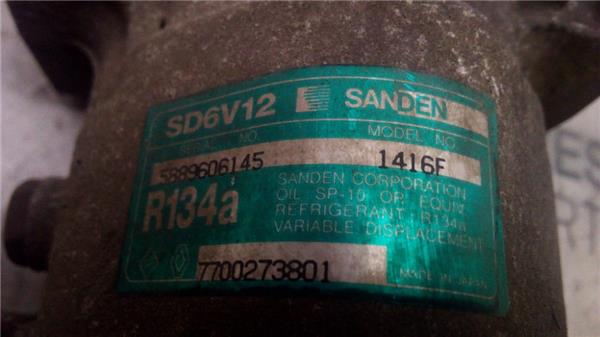 SD6V12 SANDEN
SERIAL NO. MODEL NO.
5889606145 1416F
R134a
SANDEN CORPORATION
OIL SP-10 OR EQUIV.
REFRIGERANT R134a
VARIABLE DISPLACEMENT
7700273801
MADE IN JAPAN